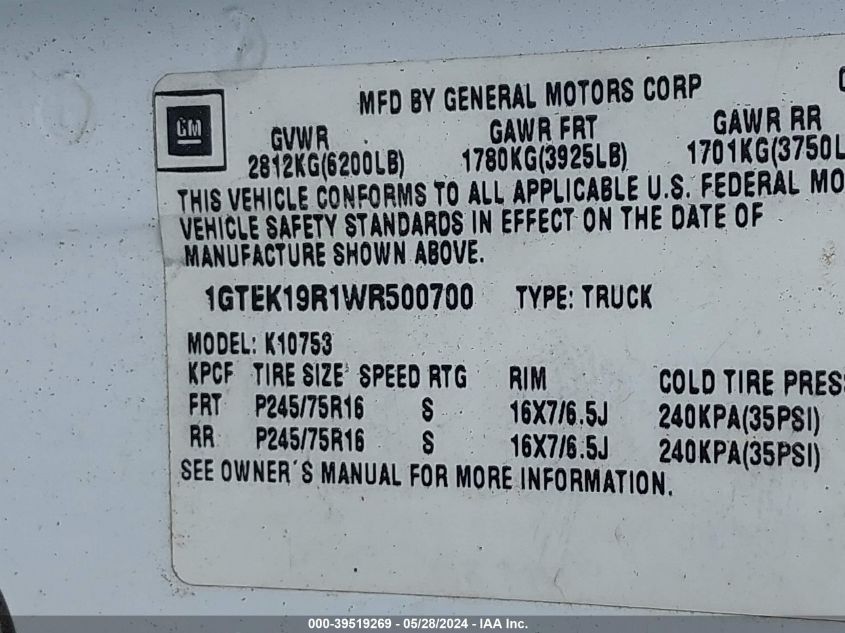 MFD BY GENERAL MOTORS CORP
GM
GVWR GAWR FRT GAWR RR
2812KG(6200LB) 1780KG(3925LB) 1701KG(3750L
THIS VEHICLE CONFORMS TO ALL APPLICABLE U.S. FEDERAL MO
VEHICLE SAFETY STANDARDS IN EFFECT ON THE DATE OF
MANUFACTURE SHOWN ABOVE.
1GTEK19R1WR500700 TYPE: TRUCK
MODEL: K10753
KPCF TIRE SIZE SPEED RTG RIM COLD TIRE PRES
FRT P245/75R16 S 16X7/6.5J 240KPA(35PSI)
RR P245/75R16 S 16X7/6.5J 240KPA(35PSI)
SEE OWNER'S MANUAL FOR MORE INFORMATION.
000-39519269 - 05/28/2024 - IAA Inc.